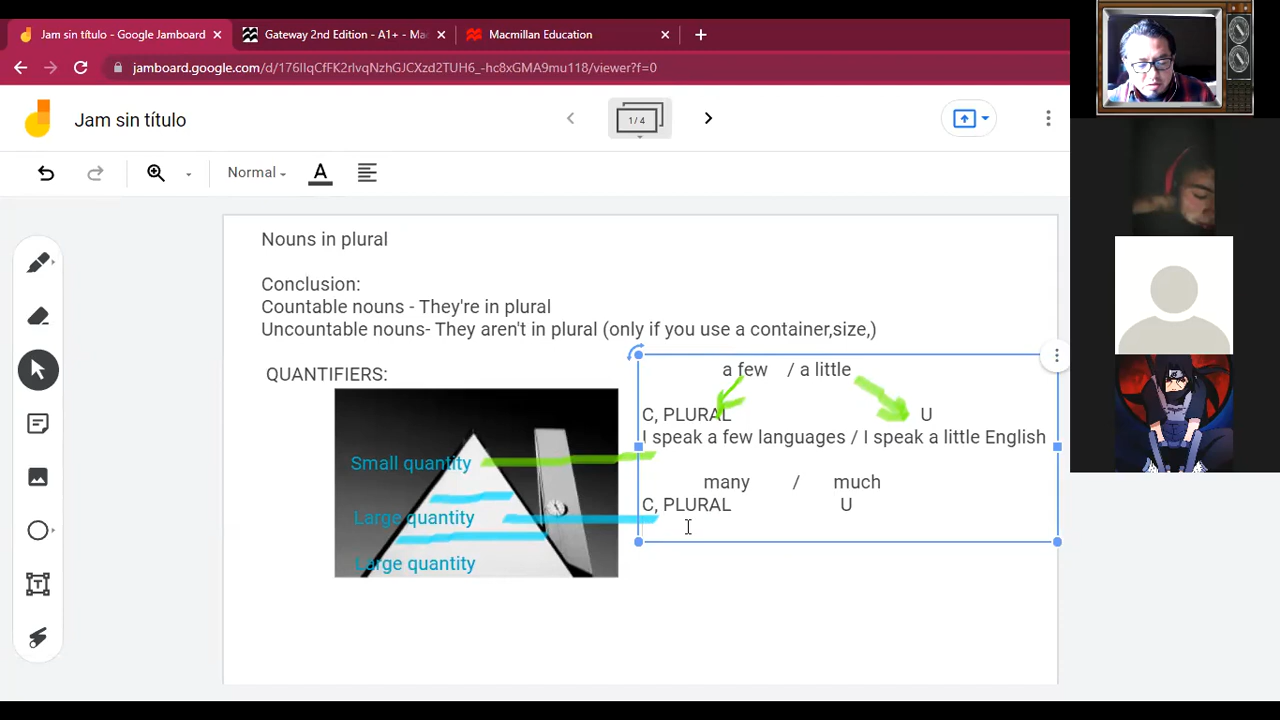 Jam sin título - Google Jamboard
Gateway 2nd Edition - A1+ - Ma
Macmillan Education
jamboard.google.com/d/176IIqCfFK2rlvqNzhGJCXzd2TUH6_-hc8xGMA9mu118/viewer?f=0
Jam sin título
1 / 4
Normal
A
Nouns in plural
Conclusion:
Countable nouns - They're in plural
Uncountable nouns- They aren't in plural (only if you use a container,size,)
QUANTIFIERS:
a few / a little
C, PLURAL U
I speak a few languages / I speak a little English
Small quantity
many / much
C, PLURAL U
Large quantity
Large quantity